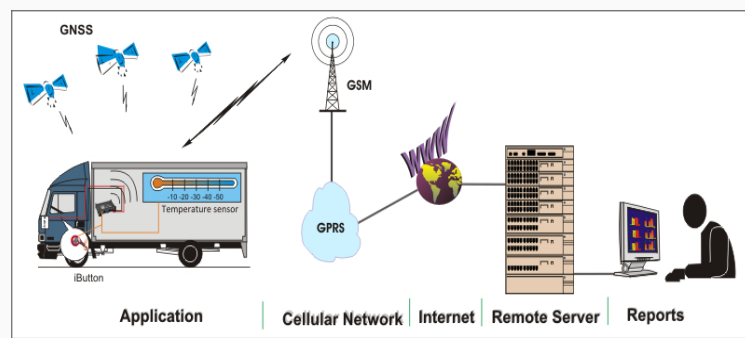 GNSS
GSM
WWW
-10 -20 -30 -40 -50
Temperature sensor
GPRS
iButton
Application
Cellular Network
Internet
Remote Server
Reports